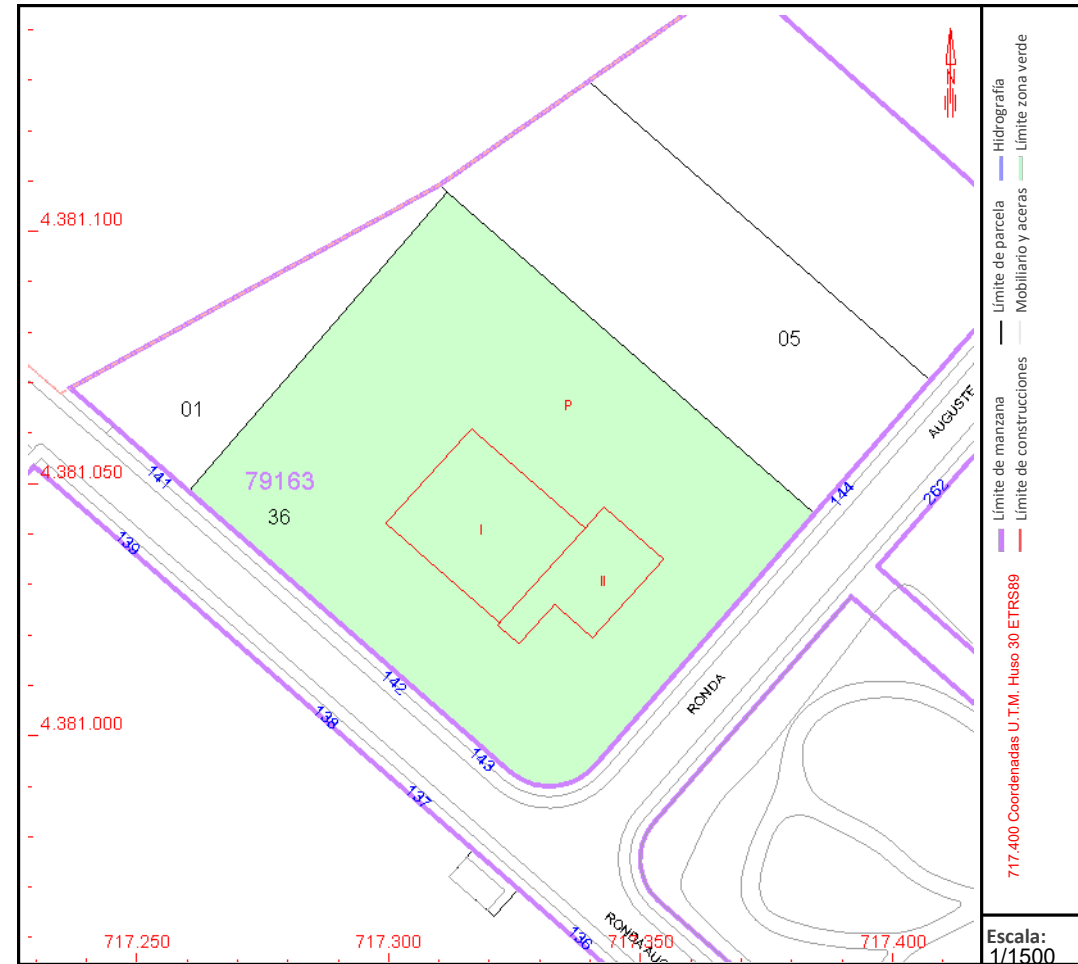 4.381.100
4.381.050
4.381.000
717.250
717.300
717.350
717.400
N
01
05
P
79163
36
I
II
141
139
142
138
143
137
136
144
262
AUGUSTE
RONDA
RONDA AUG
Límite de manzana
Límite de construcciones
Límite de parcela
Mobiliario y aceras
Hidrografía
Límite zona verde
717.400 Coordenadas U.T.M. Huso 30 ETRS89
Escala:
1/1500